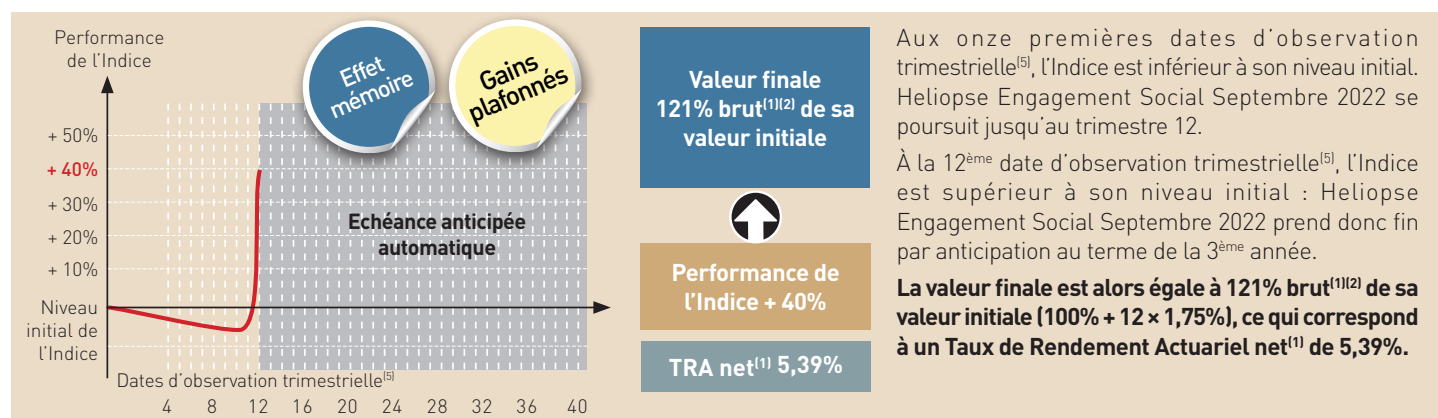 Performance
de l'Indice
+ 50%
+ 40%
+ 30%
+ 20%
+ 10%
Niveau
initial de
l'Indice
Effet
mémoire
Gains
plafonnés
Echéance anticipée
automatique
Dates d'observation trimestrielle(5)
4 8 12 16 20 24 28 32 36 40
Valeur finale
121% brut(1)(2) de sa
valeur initiale
Performance de
l'Indice + 40%
TRA net(1) 5,39%
Aux onze premières dates d'observation
trimestrielle(5), l'Indice est inférieur à son niveau initial.
Heliopse Engagement Social Septembre 2022 se
poursuit jusqu'au trimestre 12.
À la 12ème date d'observation trimestrielle(5), l'Indice
est supérieur à son niveau initial : Heliopse
Engagement Social Septembre 2022 prend donc fin
par anticipation au terme de la 3ème année.
La valeur finale est alors égale à 121% brut(1)(2) de sa
valeur initiale (100% + 12 × 1,75%), ce qui correspond
à un Taux de Rendement Actuariel net(1) de 5,39%.